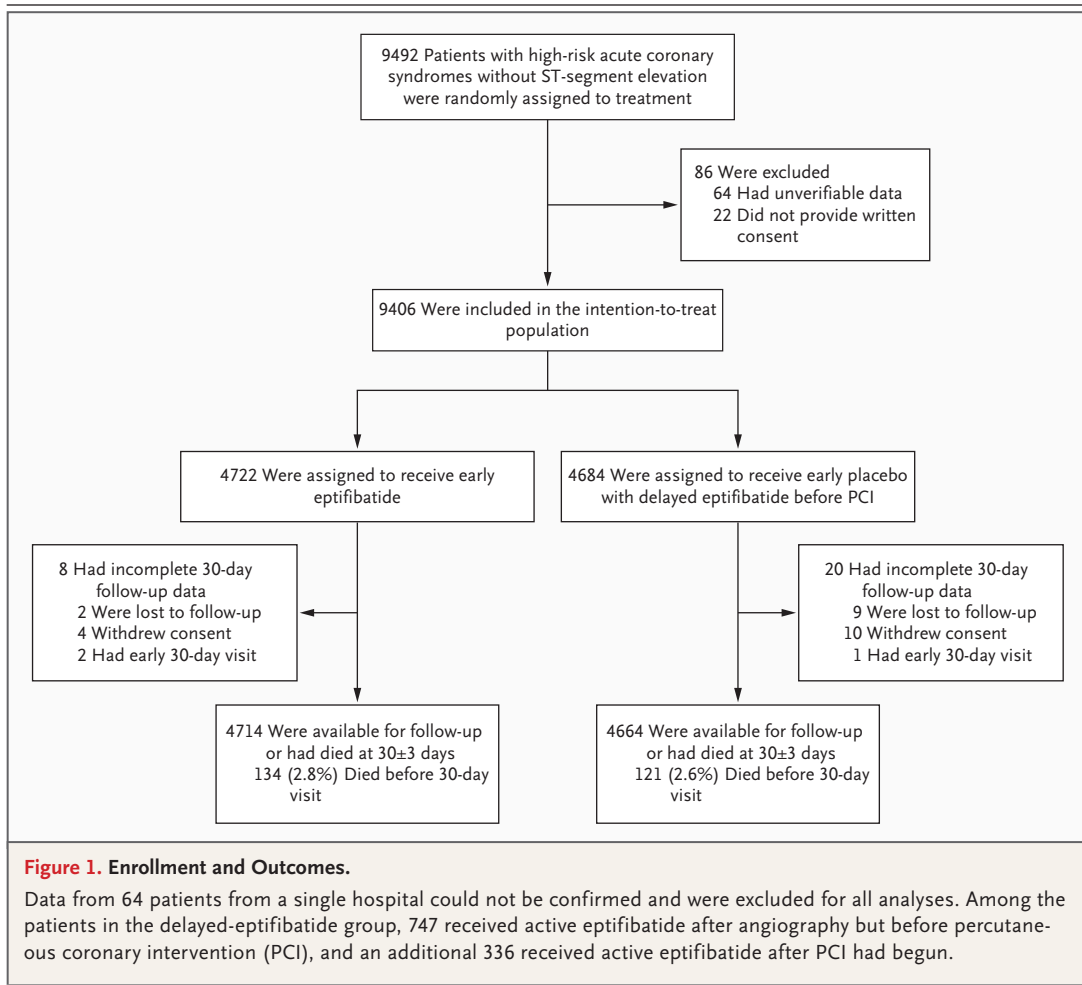 9492 Patients with high-risk acute coronary
syndromes without ST-segment elevation
were randomly assigned to treatment
86 Were excluded
64 Had unverifiable data
22 Did not provide written
consent
9406 Were included in the intention-to-treat
population
4722 Were assigned to receive early
eptifibatide
4684 Were assigned to receive early placebo
with delayed eptifibatide before PCI
8 Had incomplete 30-day
follow-up data
2 Were lost to follow-up
4 Withdrew consent
2 Had early 30-day visit
20 Had incomplete 30-day
follow-up data
9 Were lost to follow-up
10 Withdrew consent
1 Had early 30-day visit
4714 Were available for follow-up
or had died at 30±3 days
134 (2.8%) Died before 30-day
visit
4664 Were available for follow-up
or had died at 30±3 days
121 (2.6%) Died before 30-day
visit
Figure 1. Enrollment and Outcomes.
Data from 64 patients from a single hospital could not be confirmed and were excluded for all analyses. Among the
patients in the delayed-eptifibatide group, 747 received active eptifibatide after angiography but before percutane-
ous coronary intervention (PCI), and an additional 336 received active eptifibatide after PCI had begun.